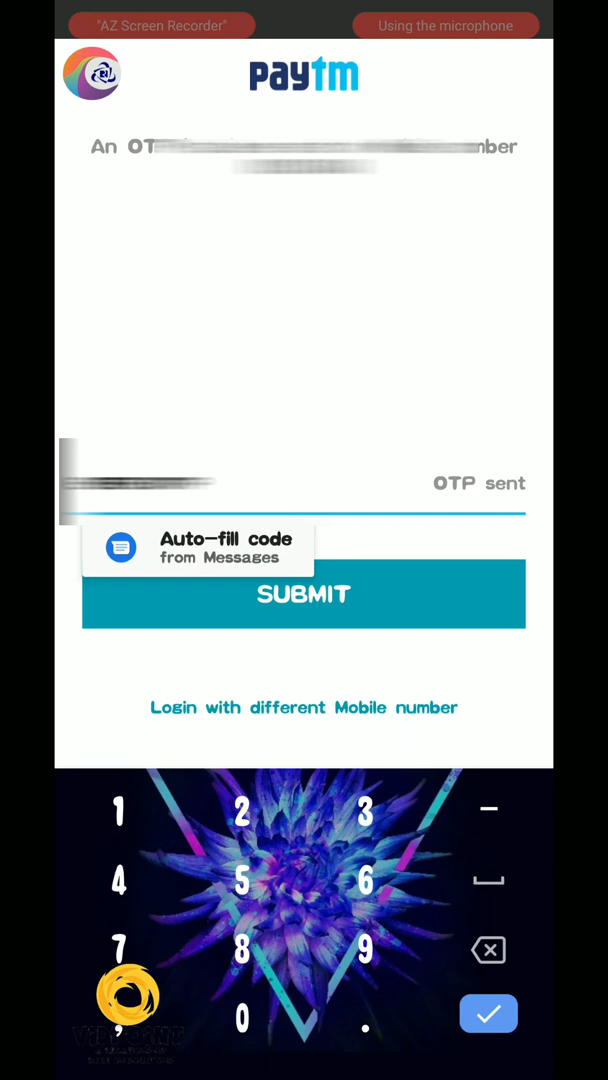 "AZ Screen Recorder" Using the microphone
paytm
An OT mber
OTP sent
Auto-fill code
from Messages
SUBMIT
Login with different Mobile number
1 2 3 –
4 5 6
7 8 9
, 0 .